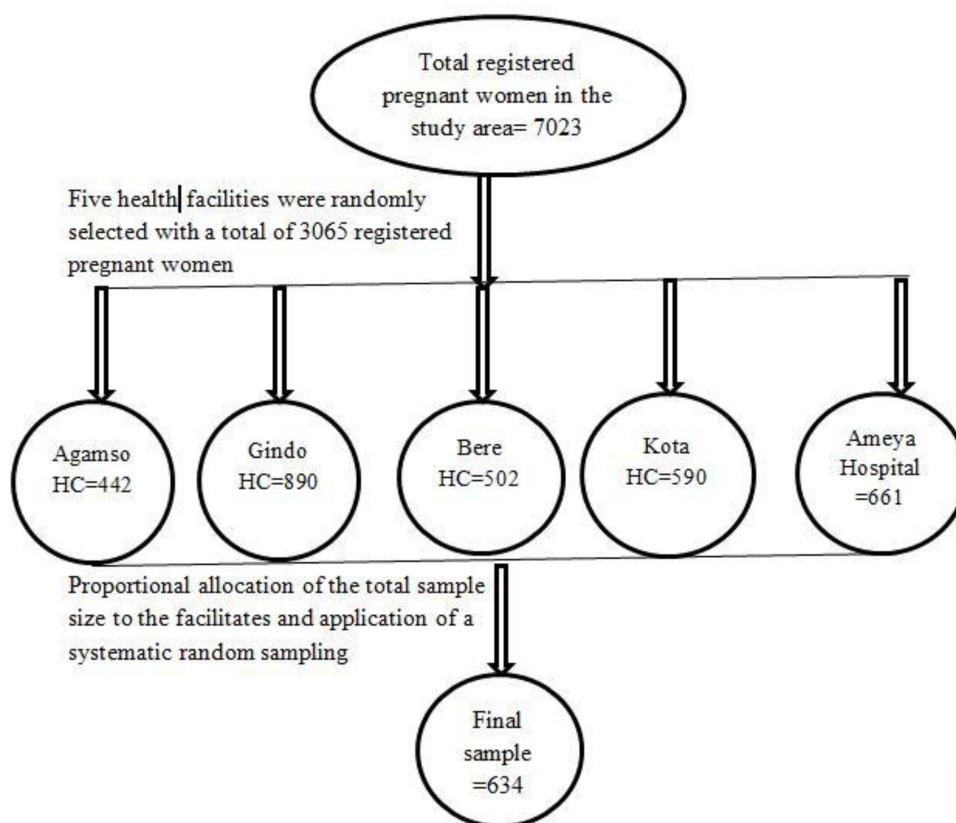 Total registered
pregnant women in the
study area= 7023
Five health facilities were randomly
selected with a total of 3065 registered
pregnant women
Agamso
HC=442
Gindo
HC=890
Bere
HC=502
Kota
HC=590
Ameya
Hospital
=661
Proportional allocation of the total sample
size to the facilitates and application of a
systematic random sampling
Final
sample
=634